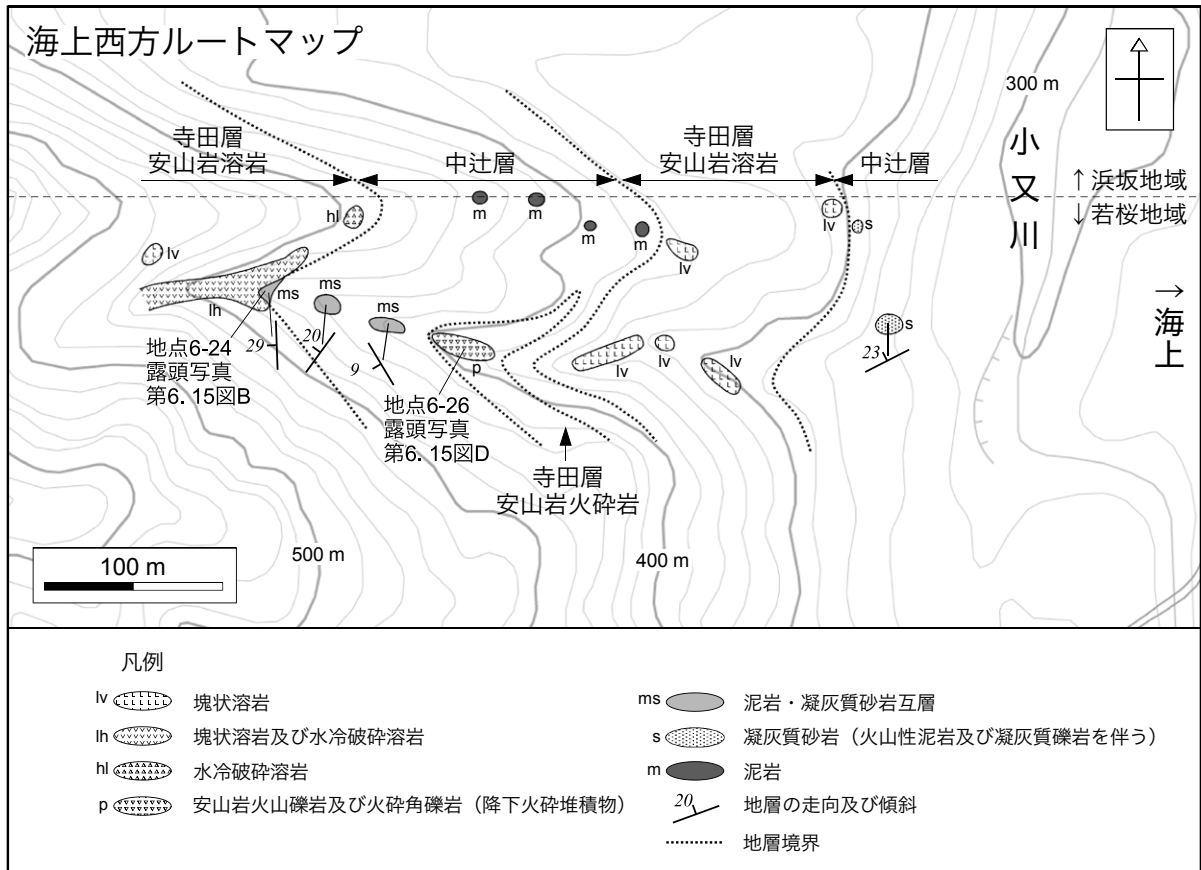 海上西方ルートマップ
300 m
小又川
↑浜坂地域
↓若桜地域
→海上
寺田層
安山岩溶岩
中辻層
寺田層
安山岩溶岩
中辻層
hl
m
m
m
m
lv
lv
s
lv
lh
ms
ms
ms
地点6-24
露頭写真
第6. 15図B
29
20
9
p
地点6-26
露頭写真
第6. 15図D
lv
lv
lv
s
23
寺田層
安山岩火砕岩
500 m
400 m
100 m
凡例
lv 塊状溶岩
lh 塊状溶岩及び水冷破砕溶岩
hl 水冷破砕溶岩
p 安山岩火山礫岩及び火砕角礫岩（降下火砕堆積物）
ms 泥岩・凝灰質砂岩互層
s 凝灰質砂岩（火山性泥岩及び凝灰質礫岩を伴う）
m 泥岩
20 地層の走向及び傾斜
地層境界